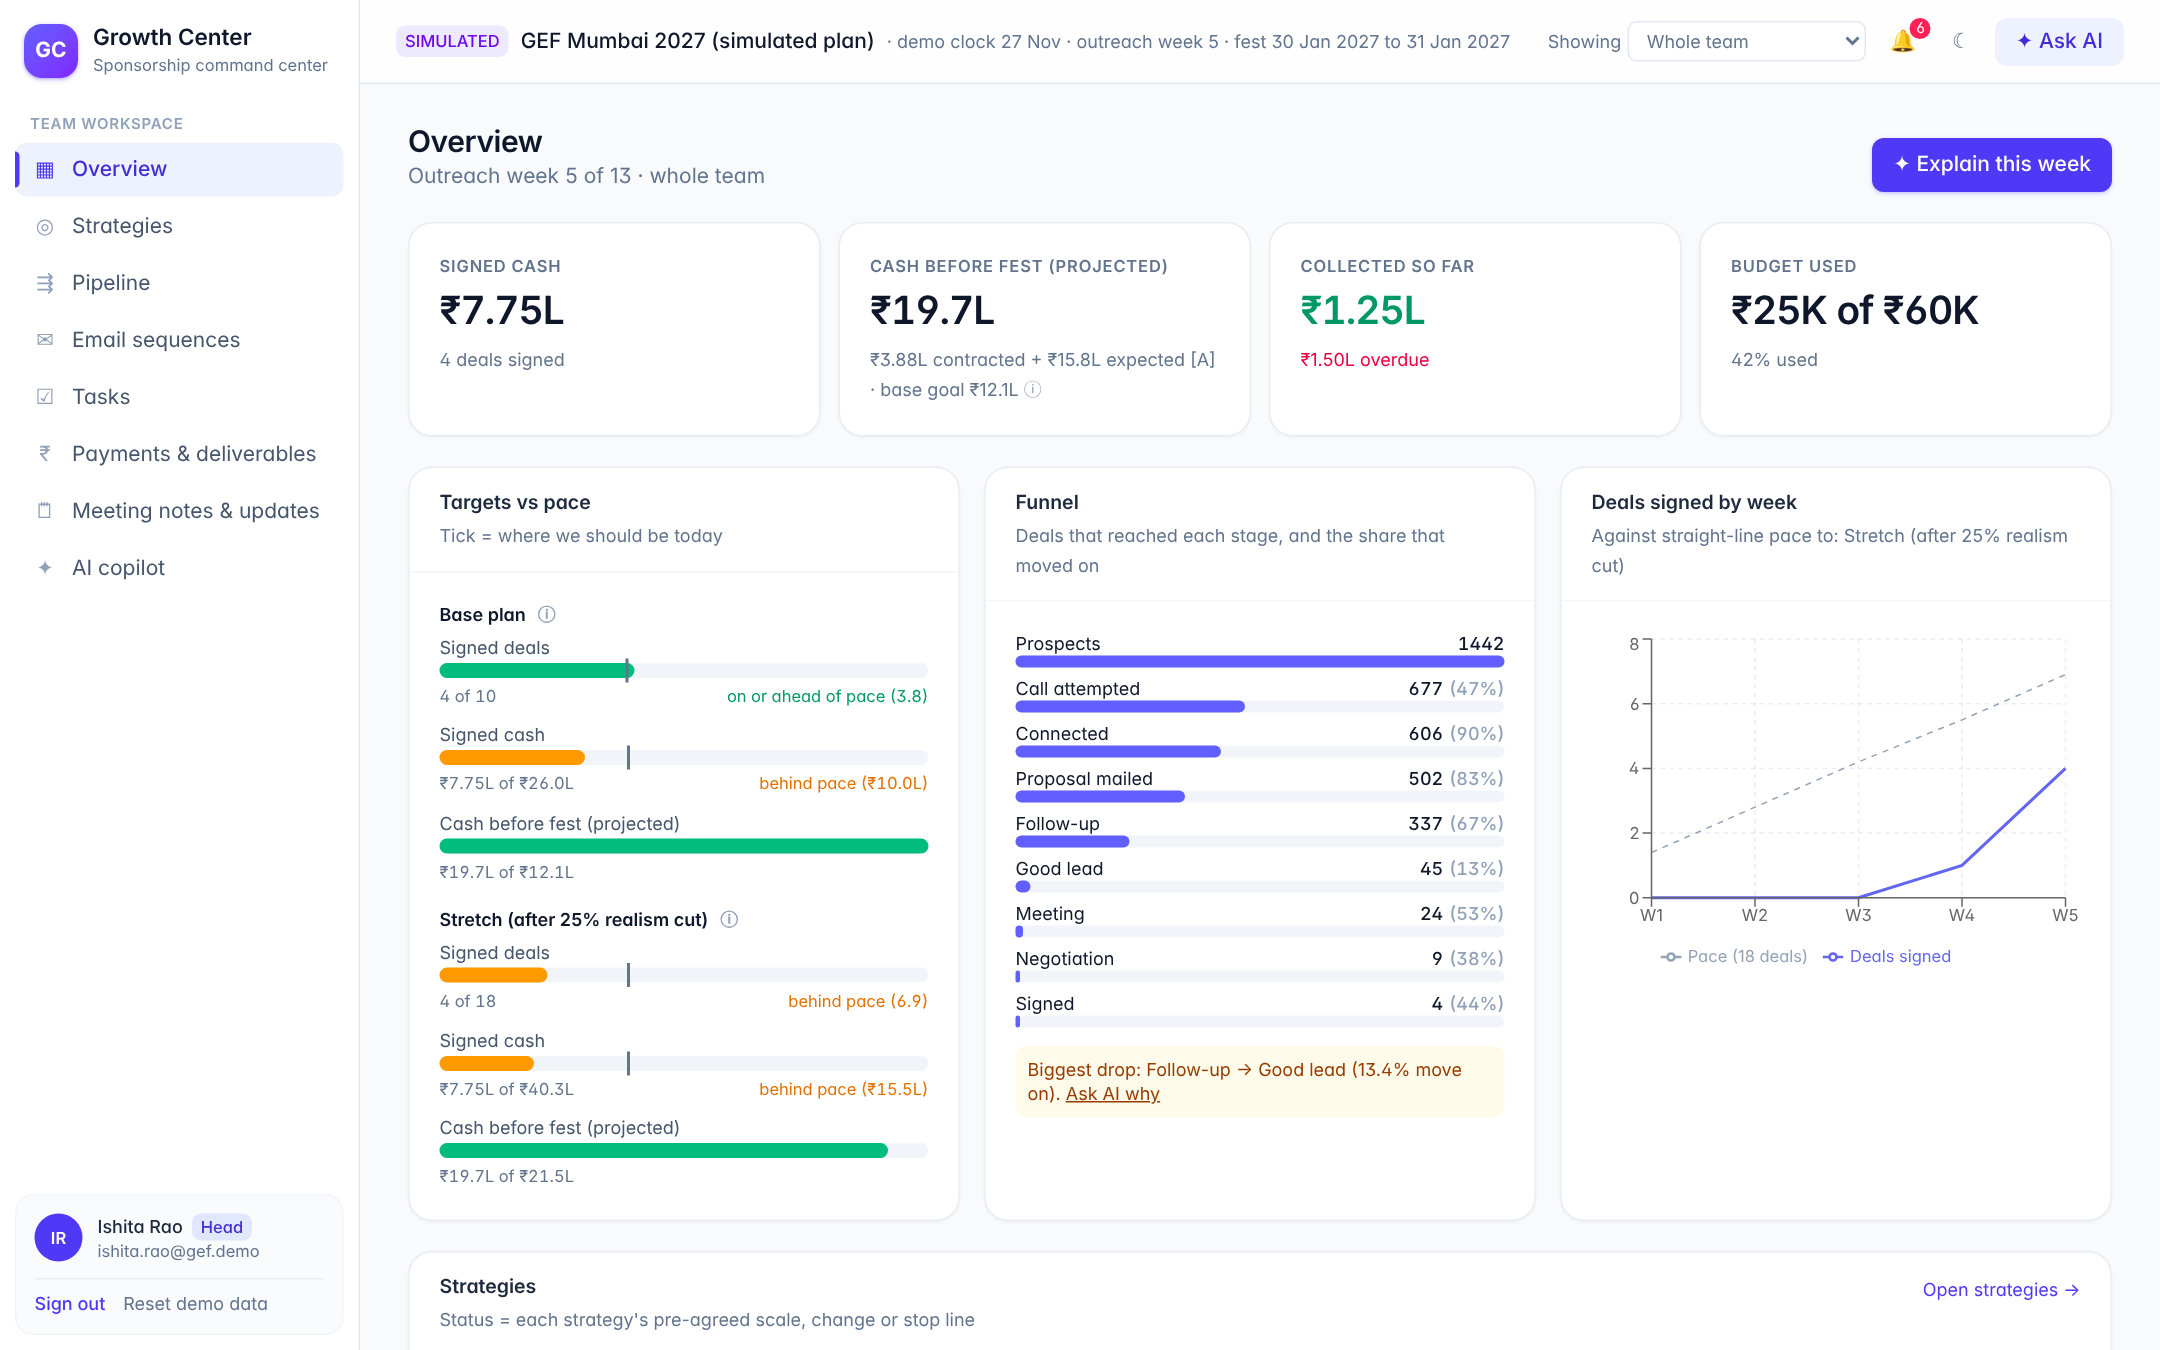 GC
Growth Center
Sponsorship command center
TEAM WORKSPACE
Overview
Strategies
Pipeline
Email sequences
Tasks
₹ Payments & deliverables
Meeting notes & updates
AI copilot
IR
Ishita Rao Head
ishita.rao@gef.demo
Sign out Reset demo data
SIMULATED GEF Mumbai 2027 (simulated plan) · demo clock 27 Nov · outreach week 5 · fest 30 Jan 2027 to 31 Jan 2027 Showing Whole team 6 Ask AI
Overview
Outreach week 5 of 13 · whole team
Explain this week
SIGNED CASH
₹7.75L
4 deals signed
CASH BEFORE FEST (PROJECTED)
₹19.7L
₹3.88L contracted + ₹15.8L expected [A]
· base goal ₹12.1L ⓘ
COLLECTED SO FAR
₹1.25L
₹1.50L overdue
BUDGET USED
₹25K of ₹60K
42% used
Targets vs pace
Tick = where we should be today
Base plan ⓘ
Signed deals
4 of 10 on or ahead of pace (3.8)
Signed cash
₹7.75L of ₹26.0L behind pace (₹10.0L)
Cash before fest (projected)
₹19.7L of ₹12.1L
Stretch (after 25% realism cut) ⓘ
Signed deals
4 of 18 behind pace (6.9)
Signed cash
₹7.75L of ₹40.3L behind pace (₹15.5L)
Cash before fest (projected)
₹19.7L of ₹21.5L
Funnel
Deals that reached each stage, and the share that
moved on
Prospects 1442
Call attempted 677 (47%)
Connected 606 (90%)
Proposal mailed 502 (83%)
Follow-up 337 (67%)
Good lead 45 (13%)
Meeting 24 (53%)
Negotiation 9 (38%)
Signed 4 (44%)
Biggest drop: Follow-up → Good lead (13.4% move
on). Ask AI why
Deals signed by week
Against straight-line pace to: Stretch (after 25% realism
cut)
8
6
4
2
0
W1 W2 W3 W4 W5
Pace (18 deals) Deals signed
Strategies
Status = each strategy's pre-agreed scale, change or stop line
Open strategies →